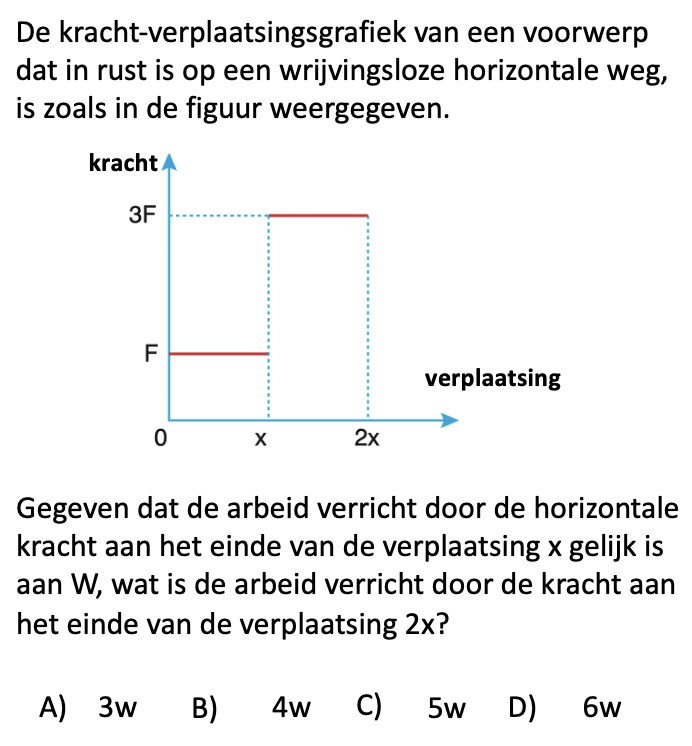 De kracht-verplaatsingsgrafiek van een voorwerp
dat in rust is op een wrijvingsloze horizontale weg,
is zoals in de figuur weergegeven.
kracht
3F
F
verplaatsing
0 x 2x
Gegeven dat de arbeid verricht door de horizontale
kracht aan het einde van de verplaatsing x gelijk is
aan W, wat is de arbeid verricht door de kracht aan
het einde van de verplaatsing 2x?
A) 3w B) 4w C) 5w D) 6w